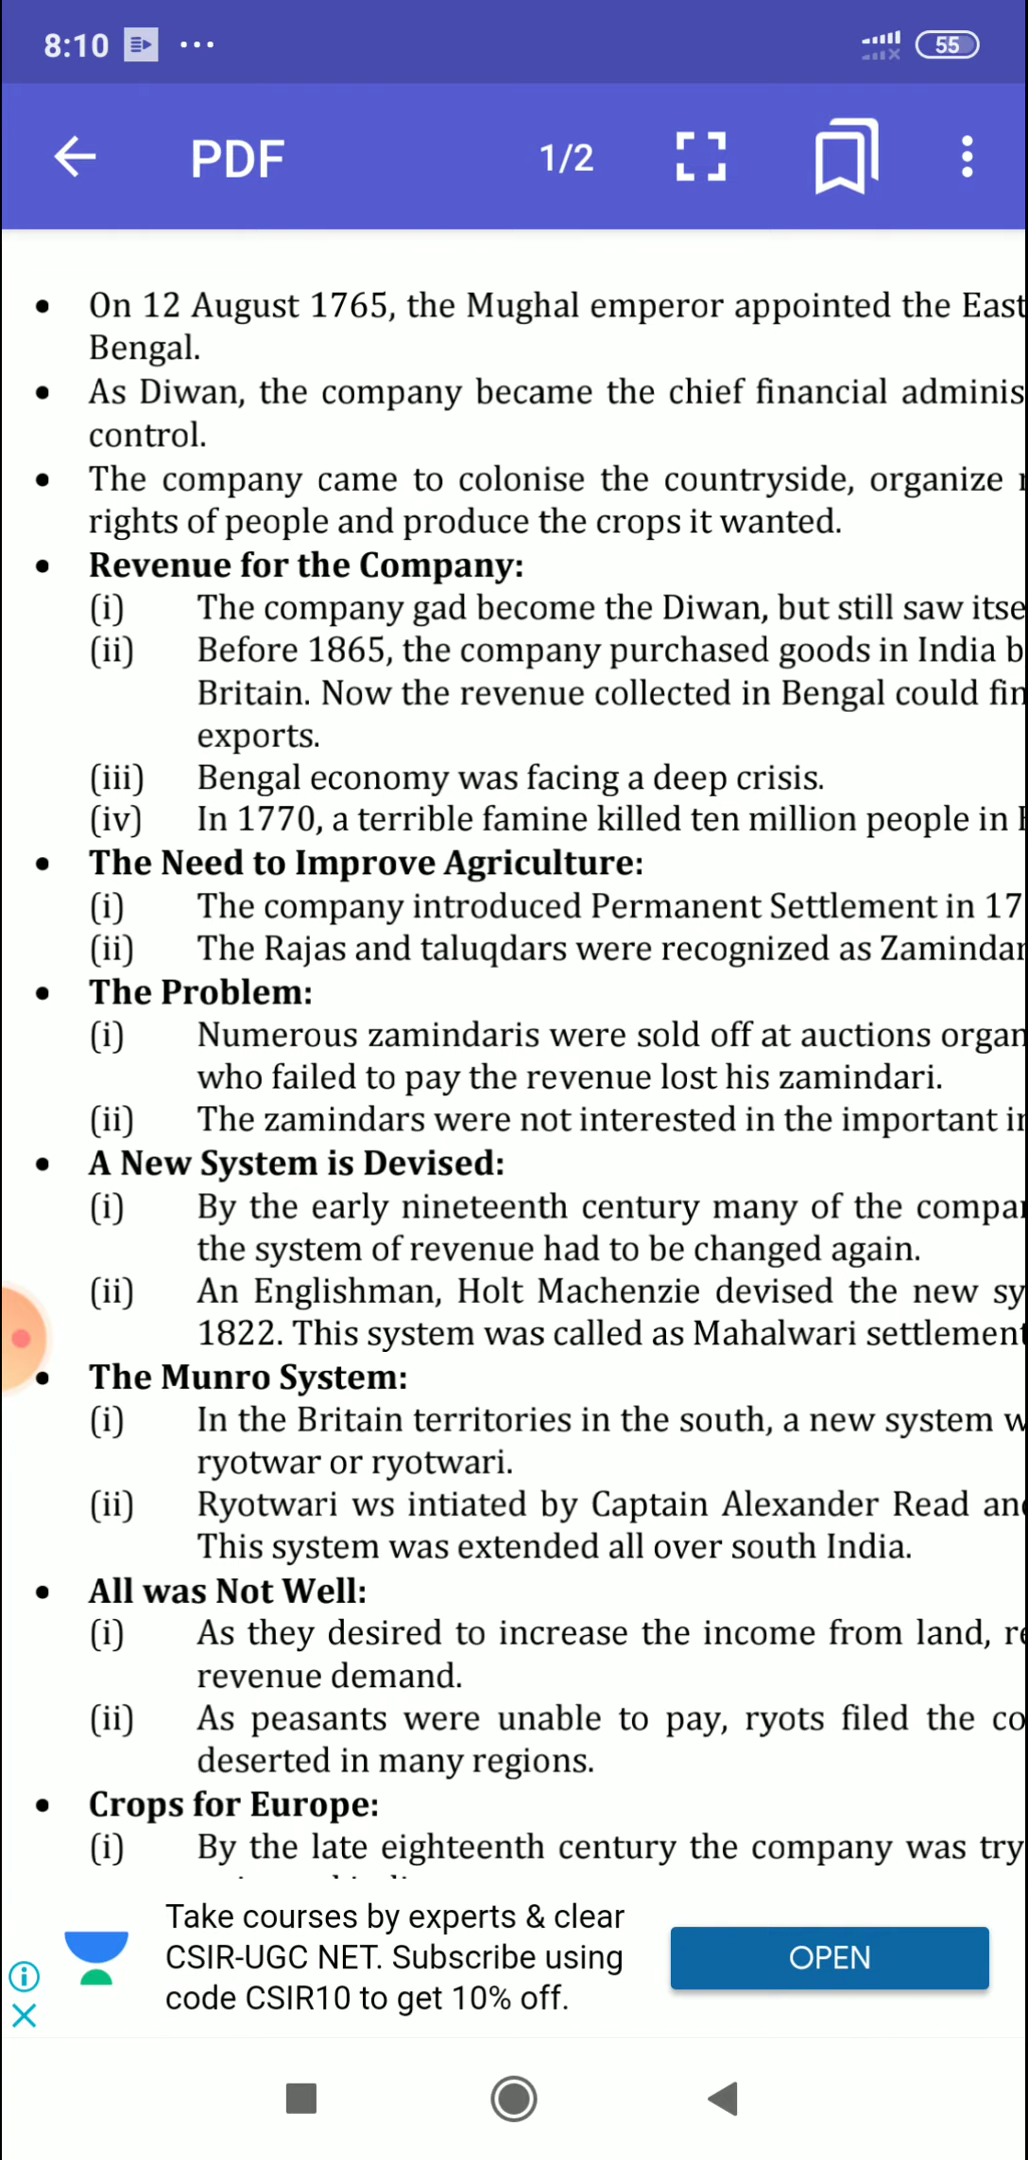 8:10
55
PDF
1/2
• On 12 August 1765, the Mughal emperor appointed the East
Bengal.
• As Diwan, the company became the chief financial adminis
control.
• The company came to colonise the countryside, organize
rights of people and produce the crops it wanted.
• Revenue for the Company:
(i) The company gad become the Diwan, but still saw itse
(ii) Before 1865, the company purchased goods in India b
Britain. Now the revenue collected in Bengal could fin
exports.
(iii) Bengal economy was facing a deep crisis.
(iv) In 1770, a terrible famine killed ten million people in
• The Need to Improve Agriculture:
(i) The company introduced Permanent Settlement in 17
(ii) The Rajas and taluqdars were recognized as Zamindar
• The Problem:
(i) Numerous zamindaris were sold off at auctions organ
who failed to pay the revenue lost his zamindari.
(ii) The zamindars were not interested in the important
• A New System is Devised:
(i) By the early nineteenth century many of the compan
the system of revenue had to be changed again.
(ii) An Englishman, Holt Machenzie devised the new sy
1822. This system was called as Mahalwari settlement
• The Munro System:
(i) In the Britain territories in the south, a new system w
ryotwar or ryotwari.
(ii) Ryotwari ws intiated by Captain Alexander Read and
This system was extended all over south India.
• All was Not Well:
(i) As they desired to increase the income from land, re
revenue demand.
(ii) As peasants were unable to pay, ryots filed the co
deserted in many regions.
• Crops for Europe:
(i) By the late eighteenth century the company was try
Take courses by experts & clear
CSIR-UGC NET. Subscribe using
code CSIR10 to get 10% off.
OPEN